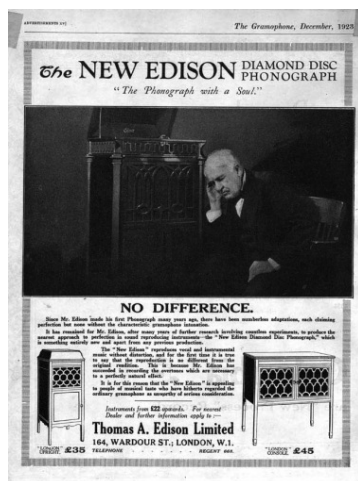 ADVERTISEMENTS
The Gramophone, December, 1925
The NEW EDISON DIAMOND DISC
PHONOGRAPH
"The Phonograph with a Soul."
NO DIFFERENCE.
Since Mr. Edison made his first Phonograph many years ago, there have been numberless adaptations, each claiming
perfection but none without the characteristic gramophone intonation.
It has remained for Mr. Edison, after many years of further research involving countless experiments, to produce the
nearest approach to perfection in sound reproducing instruments—the "New Edison Diamond Disc Phonograph," which
is something entirely new and apart from any previous production.
The "New Edison" reproduces vocal and instrumental
music without distortion, and for the first time it is true
to say that the reproduction is no different from the
original rendition. This is because Mr. Edison has
succeeded in recording the overtones which are necessary
to a perfectly natural effect.
It is for this reason that the "New Edison" is appealing
to people of musical taste who have hitherto regarded the
ordinary gramophone as unworthy of serious consideration.
Instruments from £22 upwards. For nearest
Dealer and further information apply to :—
Thomas A. Edison Limited
164, WARDOUR ST.; LONDON, W.1.
TELEPHONE REGENT
"LONDON"
UPRIGHT. £35
"LONDON"
CONSOLE. £45